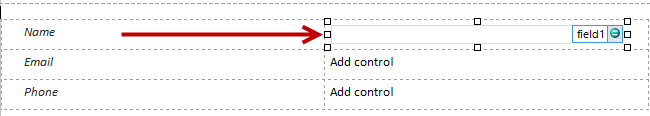 Name
field1
Email
Add control
Phone
Add control